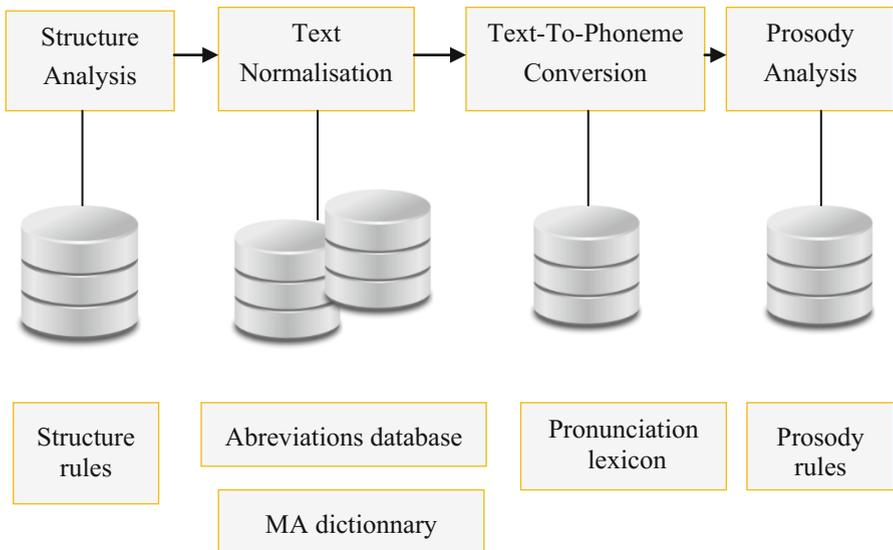 Structure
Analysis
Text
Normalisation
Text-To-Phoneme
Conversion
Prosody
Analysis
Structure
rules
Abreviations database
MA dictionnary
Pronunciation
lexicon
Prosody
rules